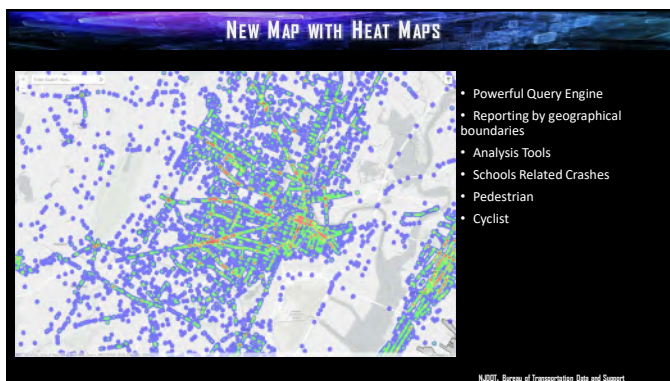 New Map with Heat Maps
• Powerful Query Engine
• Reporting by geographical
boundaries
• Analysis Tools
• Schools Related Crashes
• Pedestrian
• Cyclist
NJDOT, Bureau of Transportation Data and Support